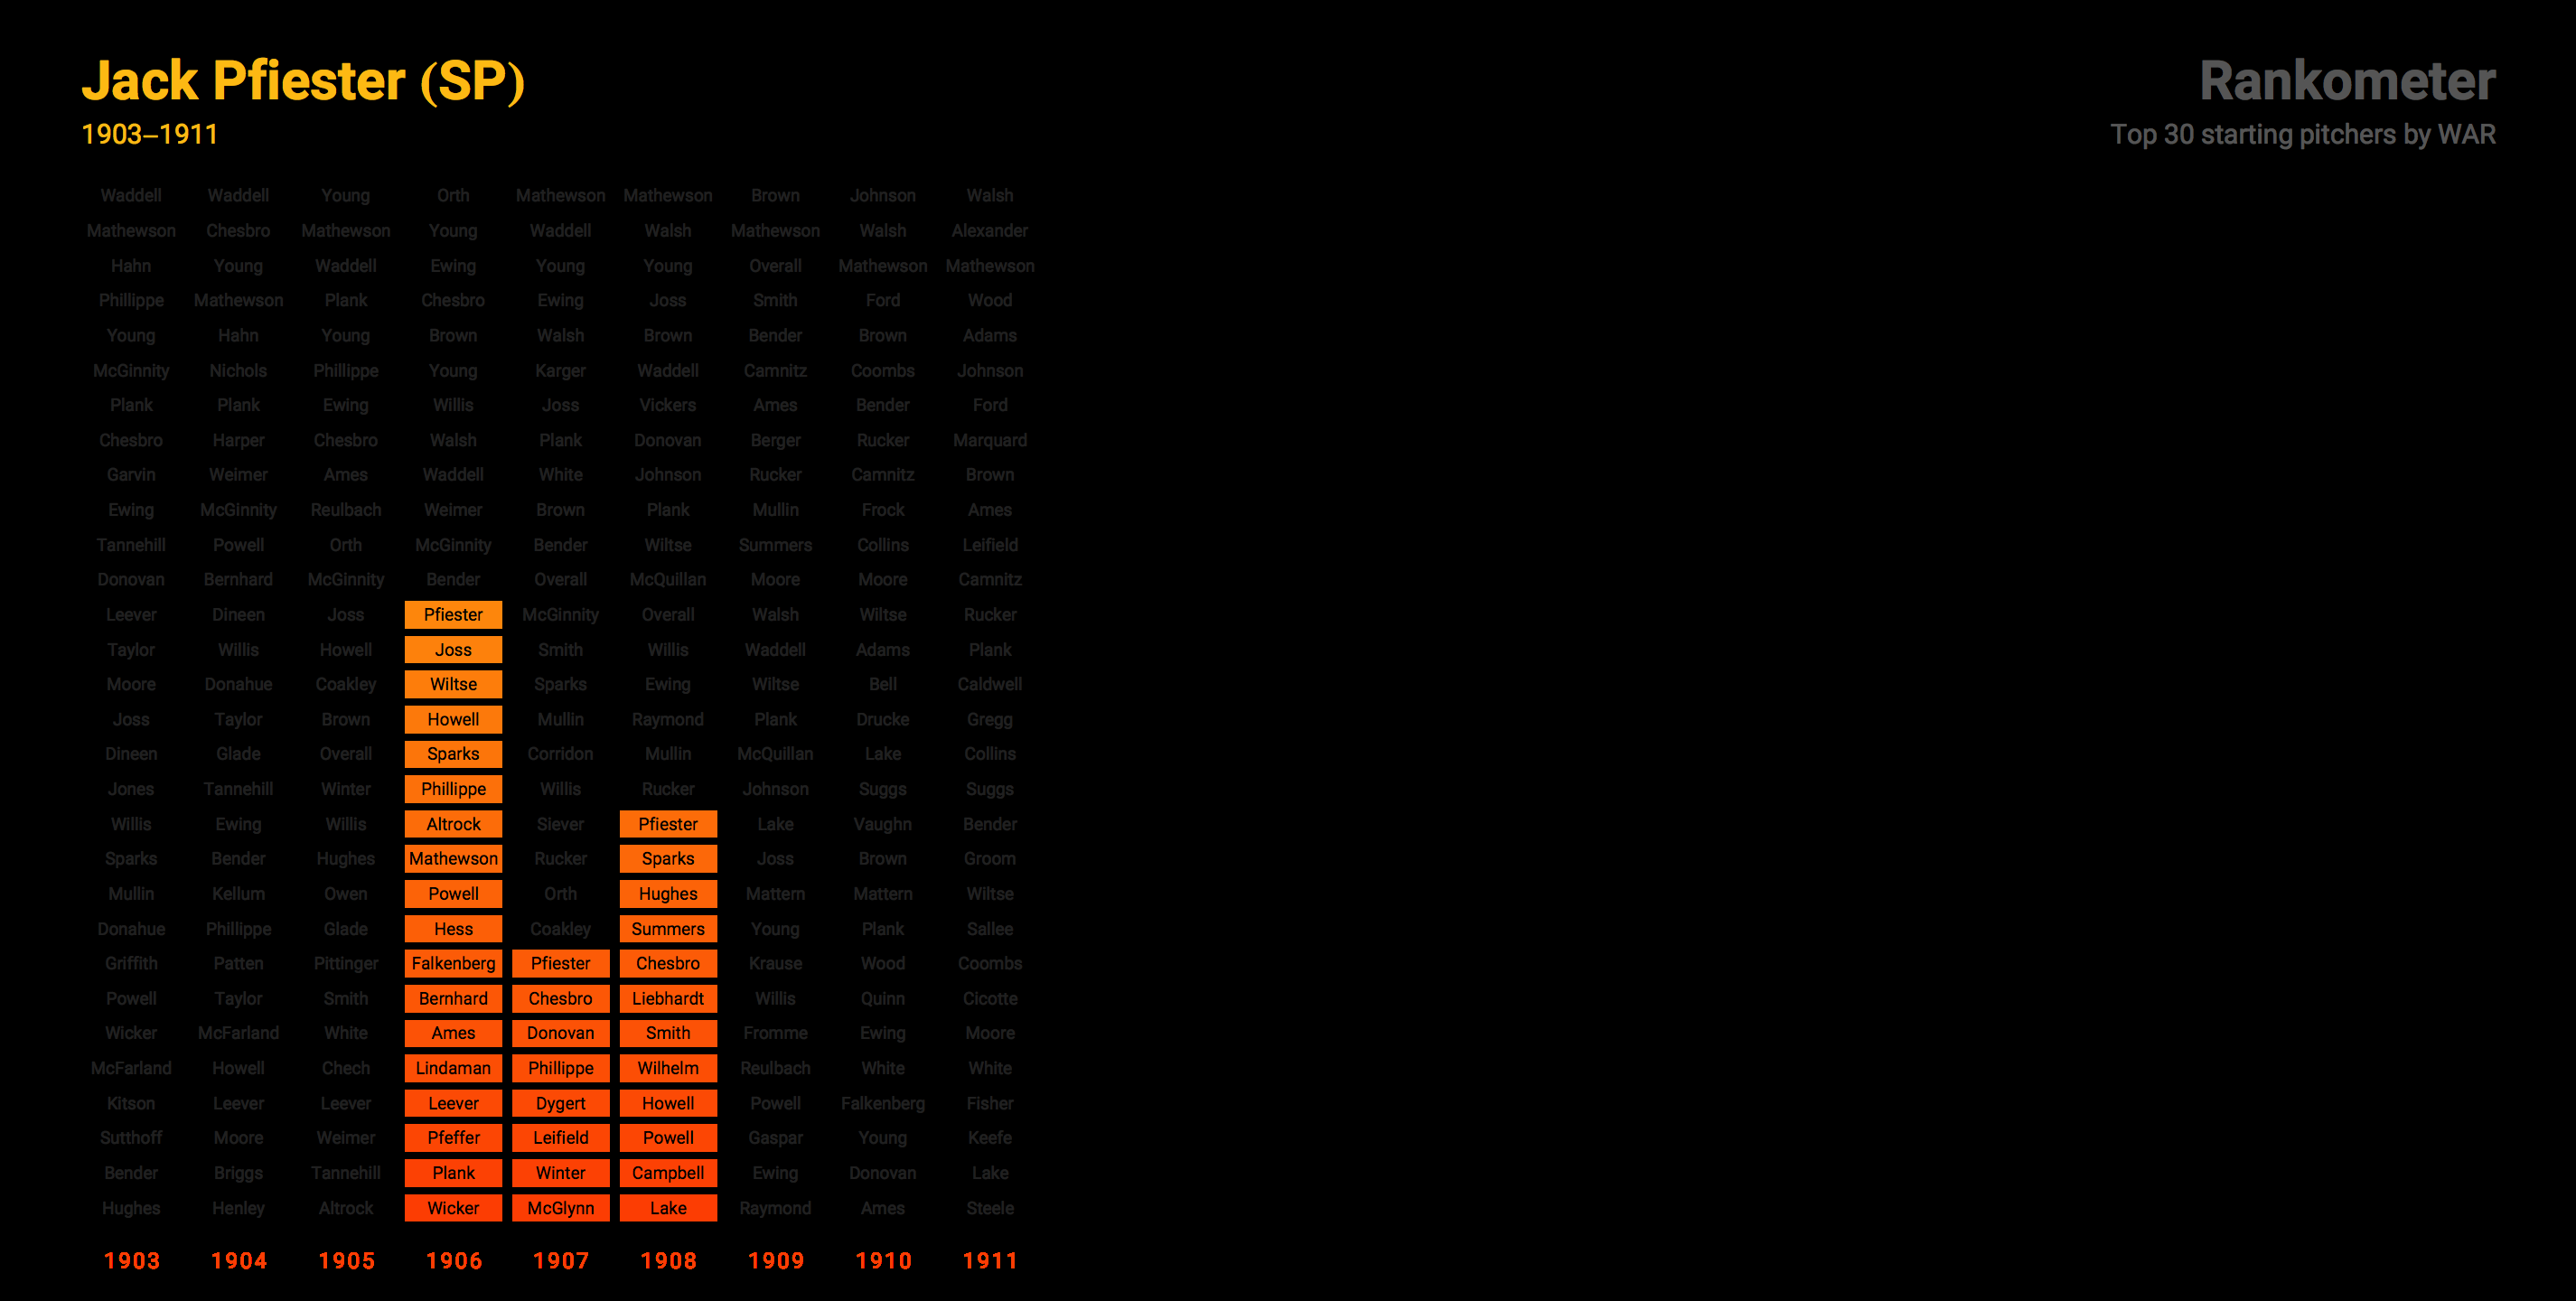 Jack Pfiester (SP)
1903–1911
Rankometer
Top 30 starting pitchers by WAR
Waddell Waddell Young Orth Mathewson Mathewson Brown Johnson Walsh
Mathewson Chesbro Mathewson Young Waddell Walsh Mathewson Walsh Alexander
Hahn Young Waddell Ewing Young Young Overall Mathewson Mathewson
Phillippe Mathewson Plank Chesbro Ewing Joss Smith Ford Wood
Young Hahn Young Brown Walsh Brown Bender Brown Adams
McGinnity Nichols Phillippe Young Karger Waddell Camnitz Coombs Johnson
Plank Plank Ewing Willis Joss Vickers Ames Bender Ford
Chesbro Harper Chesbro Walsh Plank Donovan Berger Rucker Marquard
Garvin Weimer Ames Waddell White Johnson Rucker Camnitz Brown
Ewing McGinnity Reulbach Weimer Brown Plank Mullin Frock Ames
Tannehill Powell Orth McGinnity Bender Wiltse Summers Collins Leifield
Donovan Bernhard McGinnity Bender Overall McQuillan Moore Moore Camnitz
Leever Dineen Joss Pfiester McGinnity Overall Walsh Wiltse Rucker
Taylor Willis Howell Joss Smith Willis Waddell Adams Plank
Moore Donahue Coakley Wiltse Sparks Ewing Wiltse Bell Caldwell
Joss Taylor Brown Howell Mullin Raymond Plank Drucke Gregg
Dineen Glade Overall Sparks Corridon Mullin McQuillan Lake Collins
Jones Tannehill Winter Phillippe Willis Rucker Johnson Suggs Suggs
Willis Ewing Willis Altrock Siever Pfiester Lake Vaughn Bender
Sparks Bender Hughes Mathewson Rucker Sparks Joss Brown Groom
Mullin Kellum Owen Powell Orth Hughes Mattern Mattern Wiltse
Donahue Phillippe Glade Hess Coakley Summers Young Plank Sallee
Griffith Patten Pittinger Falkenberg Pfiester Chesbro Krause Wood Coombs
Powell Taylor Smith Bernhard Chesbro Liebhardt Willis Quinn Cicotte
Wicker McFarland White Ames Donovan Smith Fromme Ewing Moore
McFarland Howell Chech Lindaman Phillippe Wilhelm Reulbach White White
Kitson Leever Leever Leever Dygert Howell Powell Falkenberg Fisher
Sutthoff Moore Weimer Pfeffer Leifield Powell Gaspar Young Keefe
Bender Briggs Tannehill Plank Winter Campbell Ewing Donovan Lake
Hughes Henley Altrock Wicker McGlynn Lake Raymond Ames Steele
1903 1904 1905 1906 1907 1908 1909 1910 1911